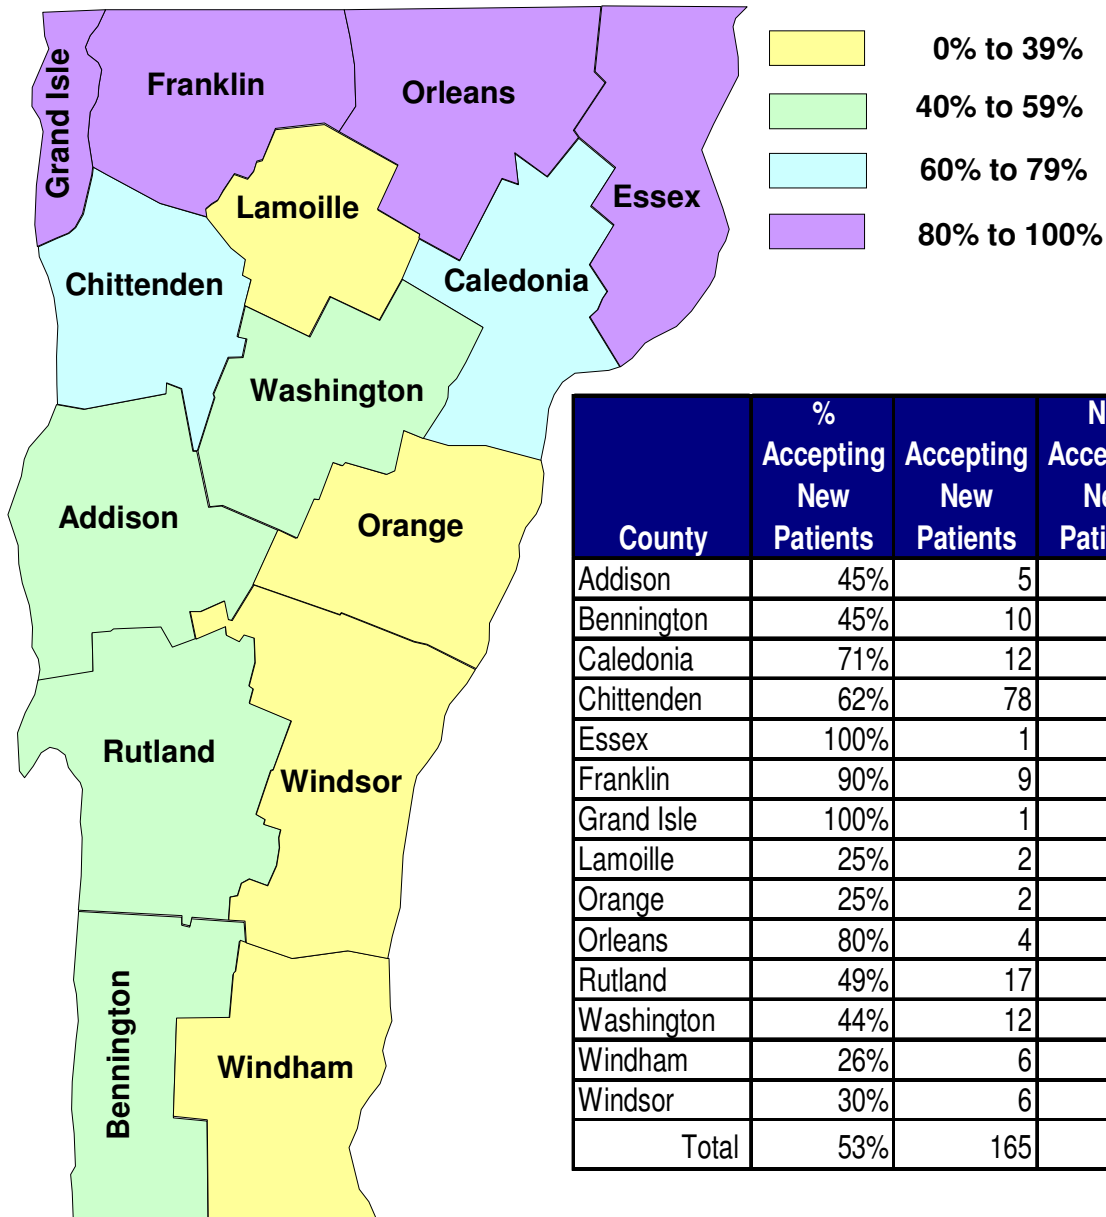 Grand Isle
Franklin
Orleans
Essex
Lamoille
Chittenden
Caledonia
Washington
Addison
Orange
Rutland
Windsor
Bennington
Windham
0% to 39%
40% to 59%
60% to 79%
80% to 100%
County % Accepting New Patients Accepting New Patients
Addison 45% 5
Bennington 45% 10
Caledonia 71% 12
Chittenden 62% 78
Essex 100% 1
Franklin 90% 9
Grand Isle 100% 1
Lamoille 25% 2
Orange 25% 2
Orleans 80% 4
Rutland 49% 17
Washington 44% 12
Windham 26% 6
Windsor 30% 6
Total 53% 165